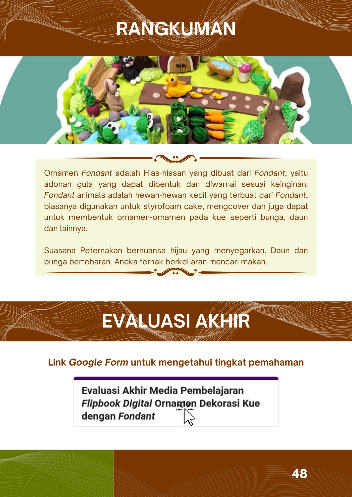 RANGKUMAN
Ornamen Fondant adalah Hias-hiasan yang dibuat dari Fondant, yaitu
adonan gula yang dapat dibentuk dan diwarnai sesuai keinginan.
Fondant animals adalah hewan-hewan kecil yang terbuat dari Fondant,
biasanya digunakan untuk styrofoam cake, mengcover dan juga dapat
untuk membentuk ornamen-ornamen pada kue seperti bunga, daun
dan lainnya.
Suasana Peternakan bernuansa hijau yang menyegarkan. Daun dan
bunga bertebaran. Aneka ternak berkeliaran mencari makan.
EVALUASI AKHIR
Link Google Form untuk mengetahui tingkat pemahaman
Evaluasi Akhir Media Pembelajaran
Flipbook Digital Ornamen Dekorasi Kue
dengan Fondant
48